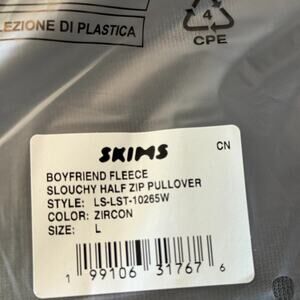 LEZIONE DI PLASTICA
4
CPE
SKIMS
CN
BOYFRIEND FLEECE
SLOUCHY HALF ZIP PULLOVER
STYLE: LS-LST-10265W
COLOR: ZIRCON
SIZE: L
1 99106 31767 6